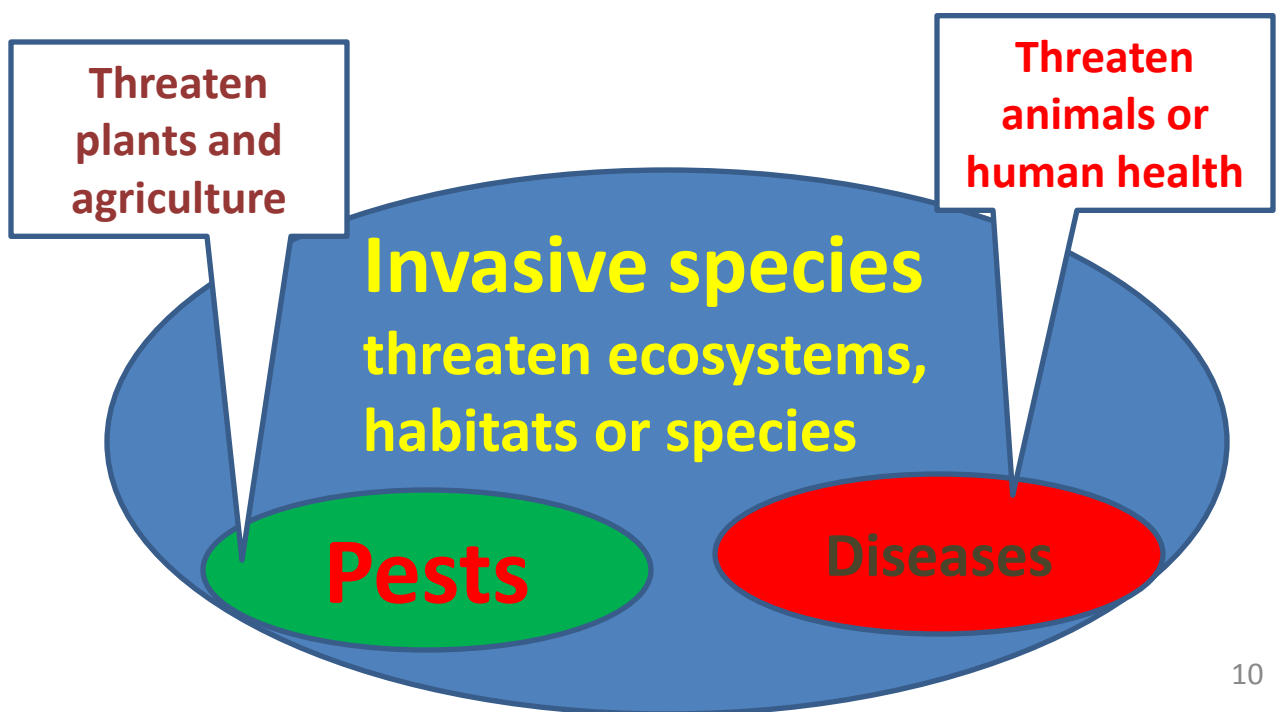 Threaten
plants and
agriculture
Threaten
animals or
human health
Invasive species
threaten ecosystems,
habitats or species
Pests
Diseases
10